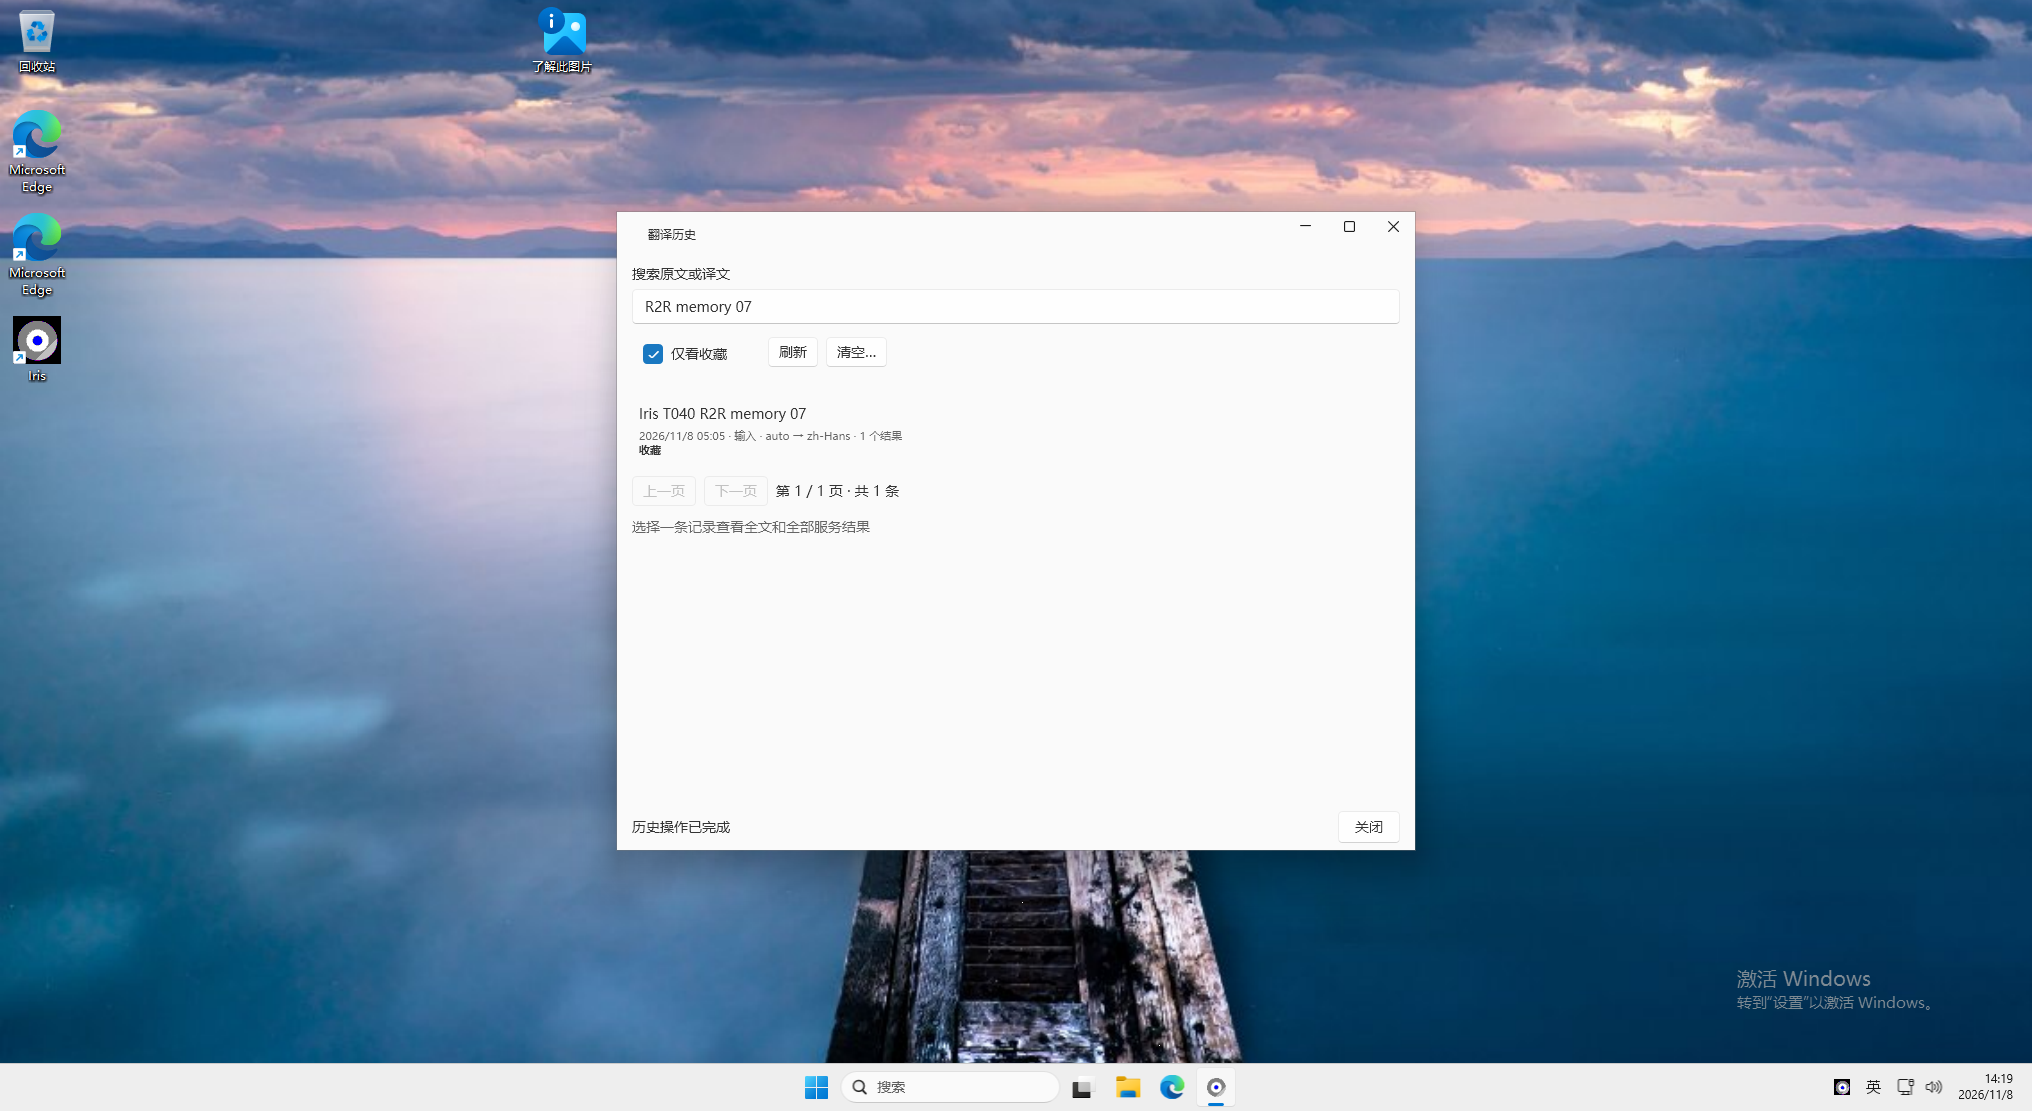 回收站
了解此图片
Microsoft
Edge
Microsoft
Edge
Iris
翻译历史
搜索原文或译文
R2R memory 07
仅看收藏
刷新
清空...
Iris T040 R2R memory 07
2026/11/8 05:05 · 输入 · auto → zh-Hans · 1 个结果
收藏
上一页
下一页
第 1 / 1 页 · 共 1 条
选择一条记录查看全文和全部服务结果
历史操作已完成
关闭
激活 Windows
转到"设置"以激活 Windows。
搜索
英
14:19
2026/11/8